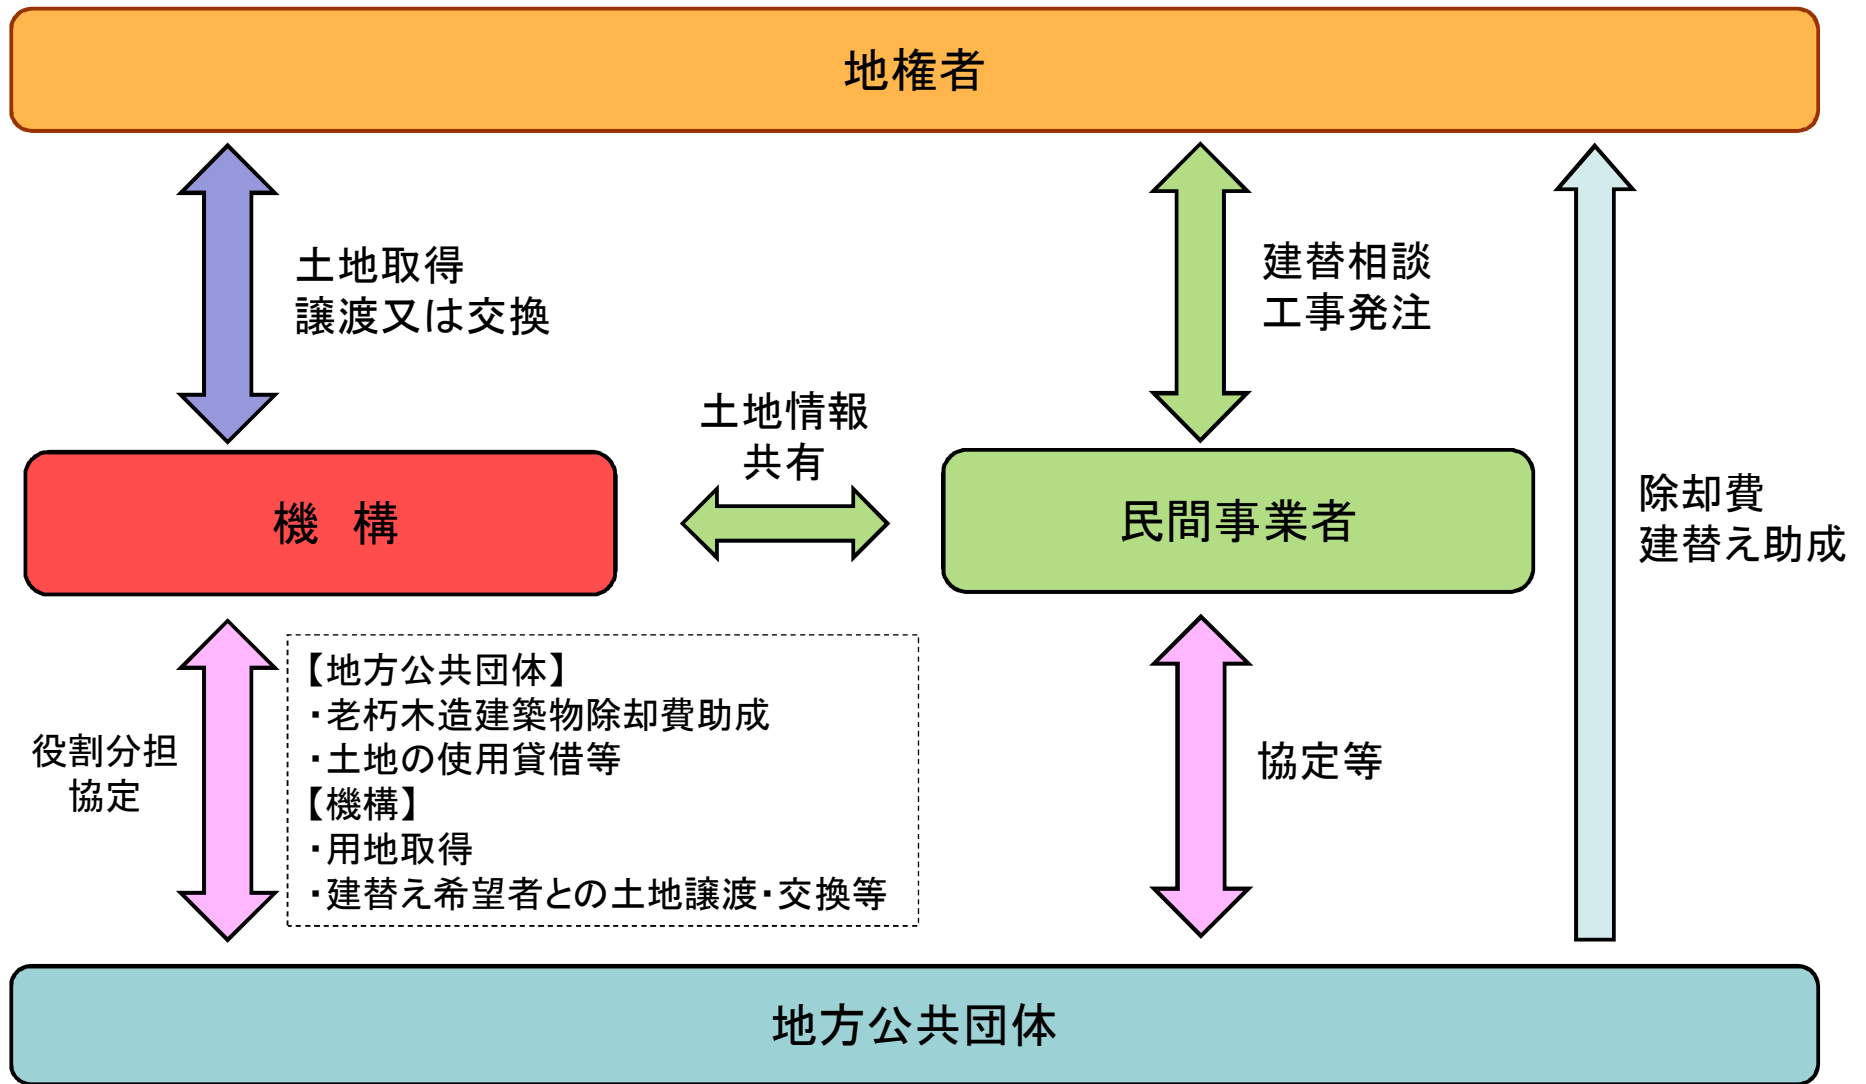 地権者
土地取得
譲渡又は交換
建替相談
工事発注
土地情報
共有
機　構
民間事業者
除却費
建替え助成
役割分担
協定
【地方公共団体】
・老朽木造建築物除却費助成
・土地の使用貸借等
【機構】
・用地取得
・建替え希望者との土地譲渡・交換等
協定等
地方公共団体